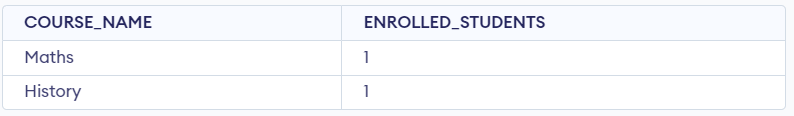 COURSE_NAME ENROLLED_STUDENTS
Maths 1
History 1